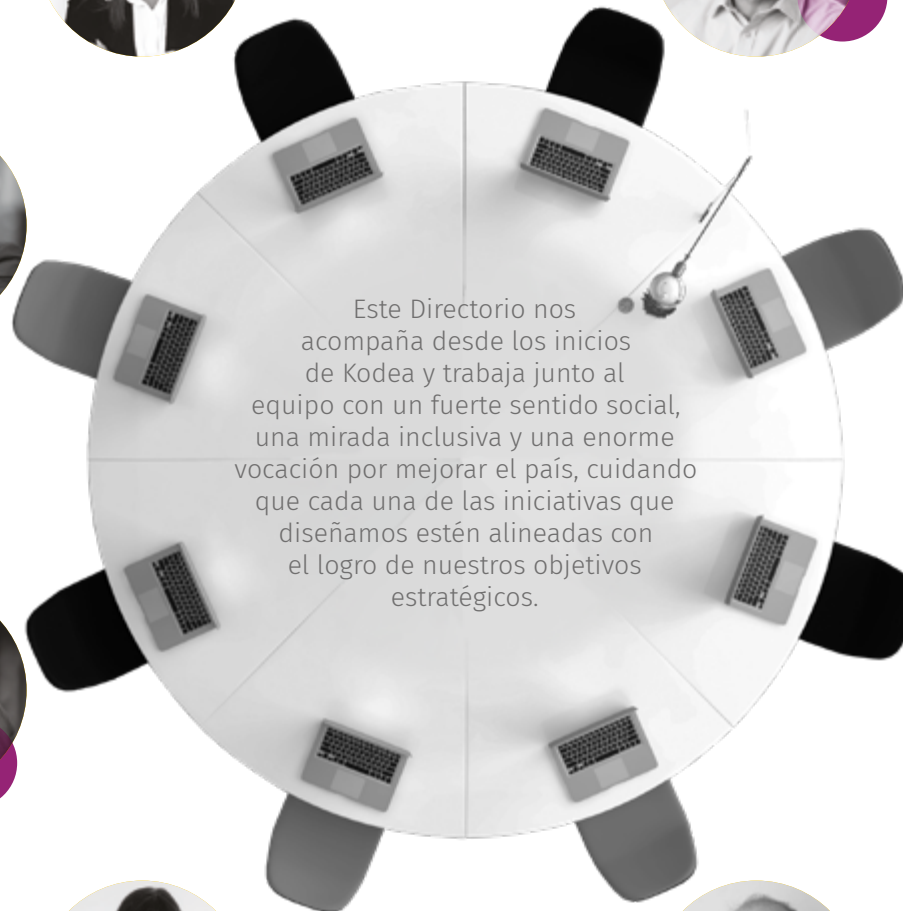 Este Directorio nos
acompaña desde los inicios
de Kodea y trabaja junto al
equipo con un fuerte sentido social,
una mirada inclusiva y una enorme
vocación por mejorar el país, cuidando
que cada una de las iniciativas que
diseñamos estén alineadas con
el logro de nuestros objetivos
estratégicos.